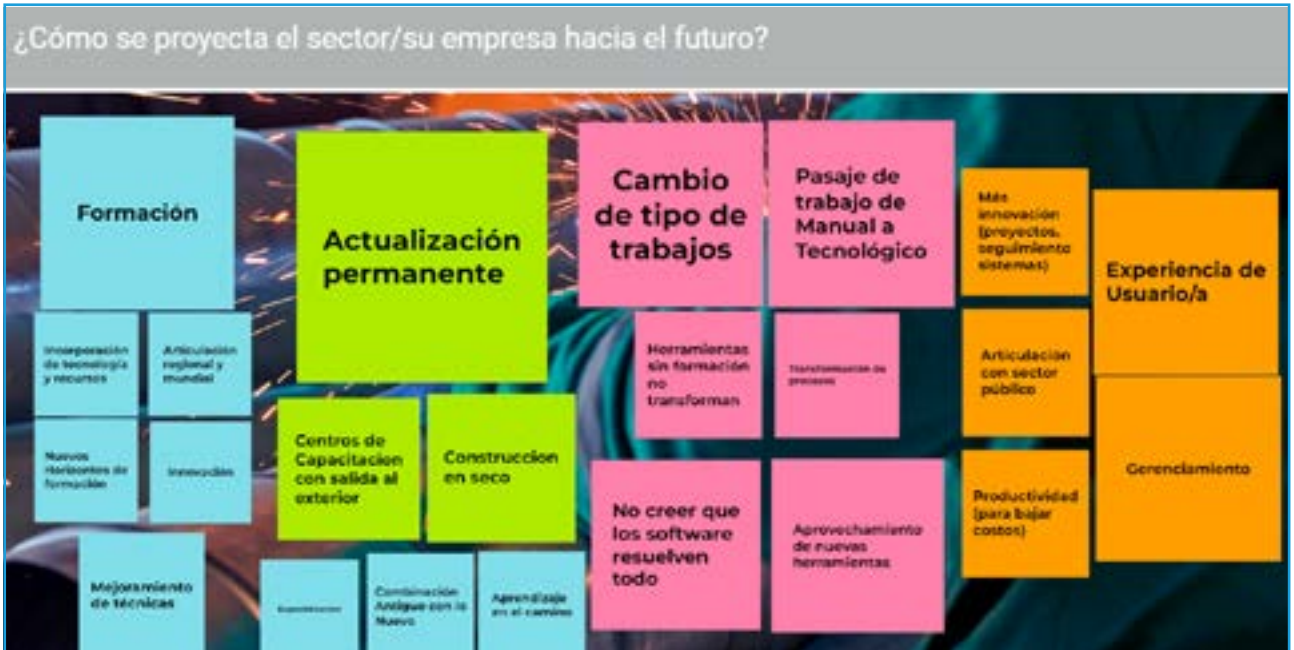 ¿Cómo se proyecta el sector/su empresa hacia el futuro?
Formación
Incorporación
de tecnología
y recursos
Articulación
regional y
mundial
Nuevos
Horizontes de
formación
Innovación
Mejoramiento
de técnicas
Actualización
permanente
Centros de
Capacitacion
con salida al
exterior
Construccion
en seco
Combinación
Antiguo con lo
Nuevo
Aprendizaje
en el camino
Cambio
de tipo de
trabajos
Pasaje de
trabajo de
Manual a
Tecnológico
Herramientas
sin formación
no
transforman
Transformación de
procesos
No creer que
los software
resuelven
todo
Aprovechamiento
de nuevas
herramientas
Más
innovación
(proyectos,
seguimiento
sistemas)
Experiencia de
Usuario/a
Articulación
con sector
público
Gerenciamiento
Productividad
(para bajar
costos)